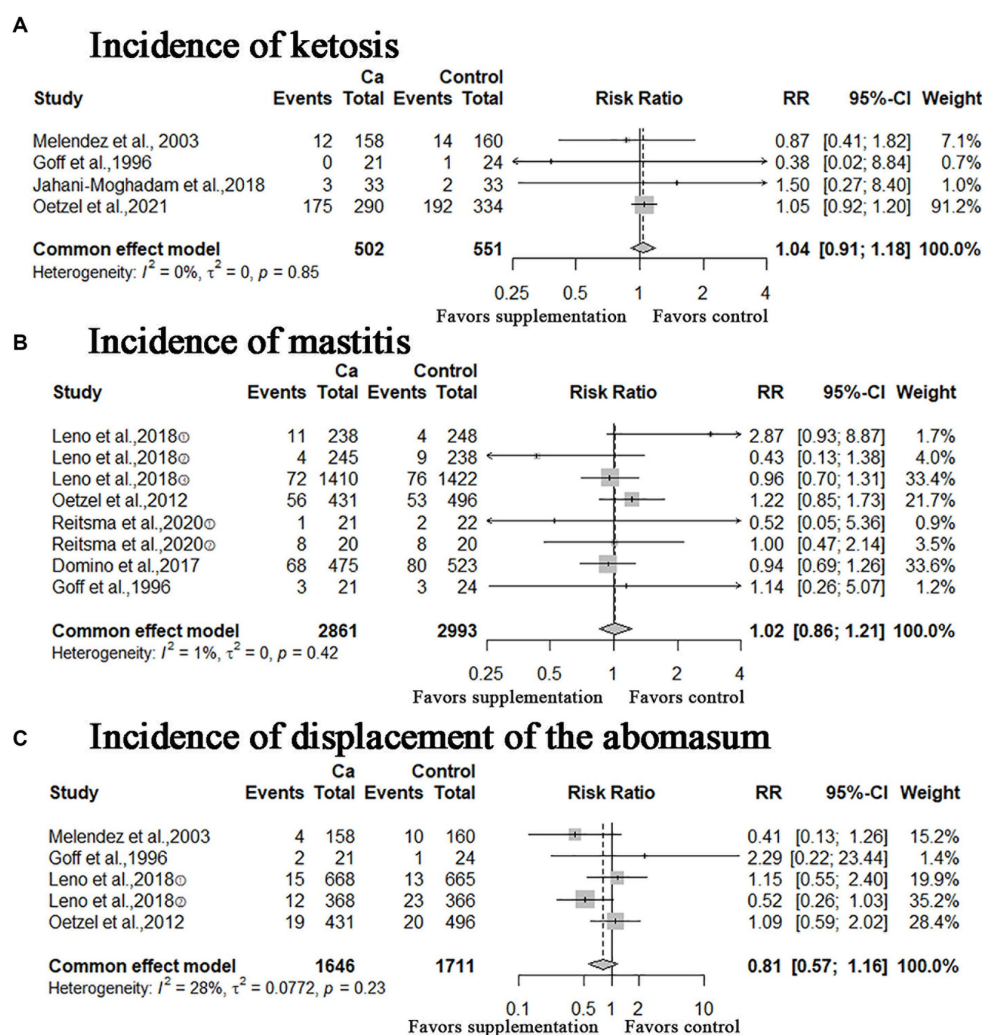 A
Incidence of ketosis
Ca Control
Study Events Total Events Total Risk Ratio RR 95%-CI Weight
Melendez et al., 2003 12 158 14 160 0.87 [0.41; 1.82] 7.1%
Goff et al.,1996 0 21 1 24 0.38 [0.02; 8.84] 0.7%
Jahani-Moghadam et al.,2018 3 33 2 33 1.50 [0.27; 8.40] 1.0%
Oetzel et al.,2021 175 290 192 334 1.05 [0.92; 1.20] 91.2%
Common effect model 502 551 1.04 [0.91; 1.18] 100.0%
Heterogeneity: I² = 0%, τ² = 0, p = 0.85
0.25 0.5 1 2 4
Favors supplementation Favors control
B
Incidence of mastitis
Ca Control
Study Events Total Events Total Risk Ratio RR 95%-CI Weight
Leno et al.,2018① 11 238 4 248 2.87 [0.93; 8.87] 1.7%
Leno et al.,2018② 4 245 9 238 0.43 [0.13; 1.38] 4.0%
Leno et al.,2018③ 72 1410 76 1422 0.96 [0.70; 1.31] 33.4%
Oetzel et al.,2012 56 431 53 496 1.22 [0.85; 1.73] 21.7%
Reitsma et al.,2020① 1 21 2 22 0.52 [0.05; 5.36] 0.9%
Reitsma et al.,2020② 8 20 8 20 1.00 [0.47; 2.14] 3.5%
Domino et al.,2017 68 475 80 523 0.94 [0.69; 1.26] 33.6%
Goff et al.,1996 3 21 3 24 1.14 [0.26; 5.07] 1.2%
Common effect model 2861 2993 1.02 [0.86; 1.21] 100.0%
Heterogeneity: I² = 1%, τ² = 0, p = 0.42
0.25 0.5 1 2 4
Favors supplementation Favors control
C
Incidence of displacement of the abomasum
Ca Control
Study Events Total Events Total Risk Ratio RR 95%-CI Weight
Melendez et al.,2003 4 158 10 160 0.41 [0.13; 1.26] 15.2%
Goff et al.,1996 2 21 1 24 2.29 [0.22; 23.44] 1.4%
Leno et al.,2018① 15 668 13 665 1.15 [0.55; 2.40] 19.9%
Leno et al.,2018② 12 368 23 366 0.52 [0.26; 1.03] 35.2%
Oetzel et al.,2012 19 431 20 496 1.09 [0.59; 2.02] 28.4%
Common effect model 1646 1711 0.81 [0.57; 1.16] 100.0%
Heterogeneity: I² = 28%, τ² = 0.0772, p = 0.23
0.1 0.5 1 2 10
Favors supplementation Favors control